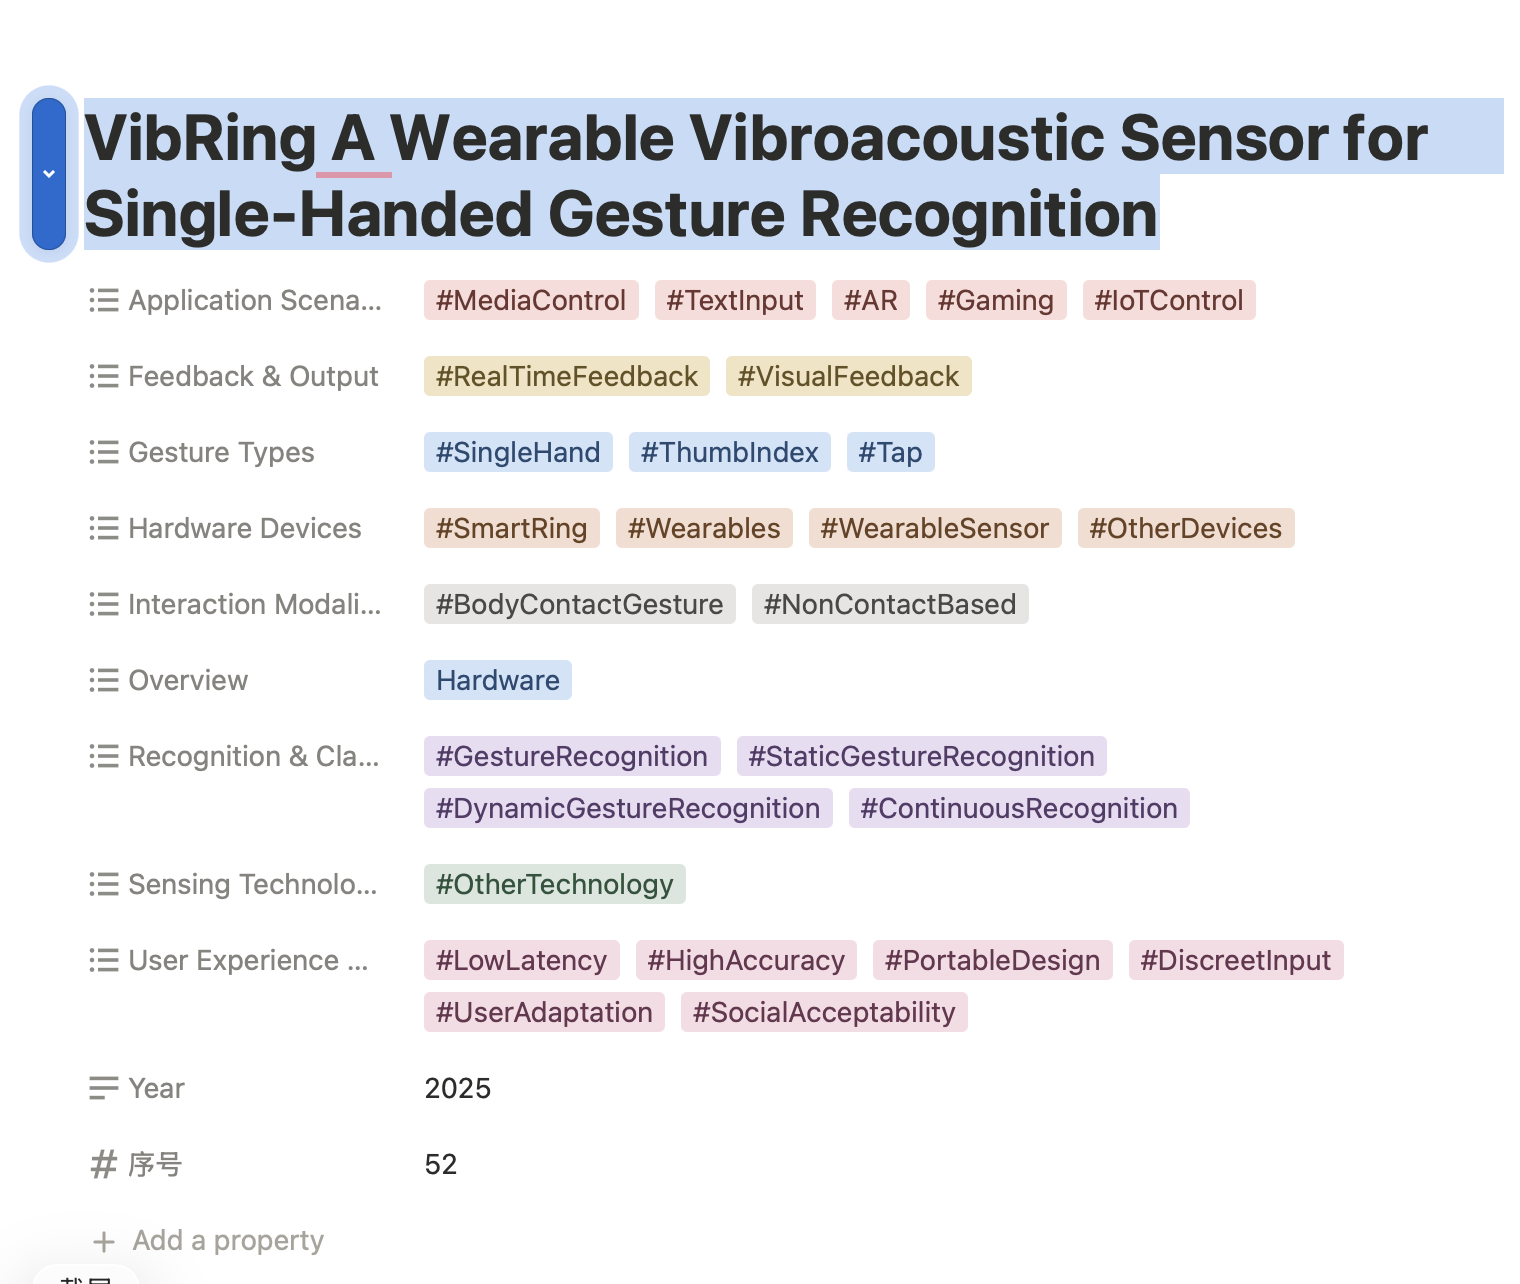 VibRing A Wearable Vibroacoustic Sensor for
Single-Handed Gesture Recognition
Application Scena... #MediaControl #TextInput #AR #Gaming #IoTControl
Feedback & Output #RealTimeFeedback #VisualFeedback
Gesture Types #SingleHand #ThumbIndex #Tap
Hardware Devices #SmartRing #Wearables #WearableSensor #OtherDevices
Interaction Modali... #BodyContactGesture #NonContactBased
Overview Hardware
Recognition & Cla... #GestureRecognition #StaticGestureRecognition
#DynamicGestureRecognition #ContinuousRecognition
Sensing Technolo... #OtherTechnology
User Experience ... #LowLatency #HighAccuracy #PortableDesign #DiscreetInput
#UserAdaptation #SocialAcceptability
Year 2025
序号 52
Add a property